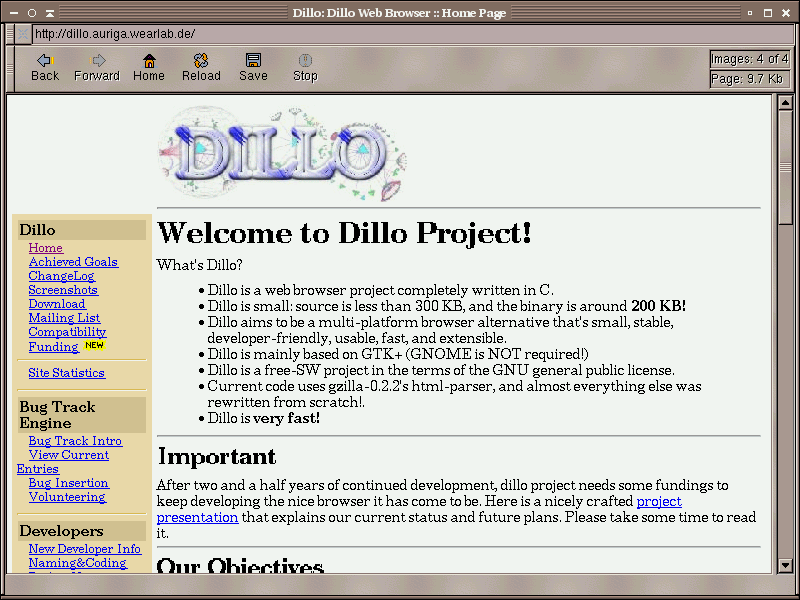 Dillo: Dillo Web Browser :: Home Page
http://dillo.auriga.wearlab.de/
Back Forward Home Reload Save Stop
Images: 4 of 4
Page: 9.7 Kb
DILLO
Dillo
Home
Achieved Goals
ChangeLog
Screenshots
Download
Mailing List
Compatibility
Funding NEW
Site Statistics
Bug Track
Engine
Bug Track Intro
View Current
Entries
Bug Insertion
Volunteering
Developers
New Developer Info
Naming&Coding
Welcome to Dillo Project!
What's Dillo?
• Dillo is a web browser project completely written in C.
• Dillo is small: source is less than 300 KB, and the binary is around 200 KB!
• Dillo aims to be a multi-platform browser alternative that's small, stable,
developer-friendly, usable, fast, and extensible.
• Dillo is mainly based on GTK+ (GNOME is NOT required!)
• Dillo is a free-SW project in the terms of the GNU general public license.
• Current code uses gzilla-0.2.2's html-parser, and almost everything else was
rewritten from scratch!.
• Dillo is very fast!
Important
After two and a half years of continued development, dillo project needs some fundings to
keep developing the nice browser it has come to be. Here is a nicely crafted project
presentation that explains our current status and future plans. Please take some time to read
it.
Our Objectives